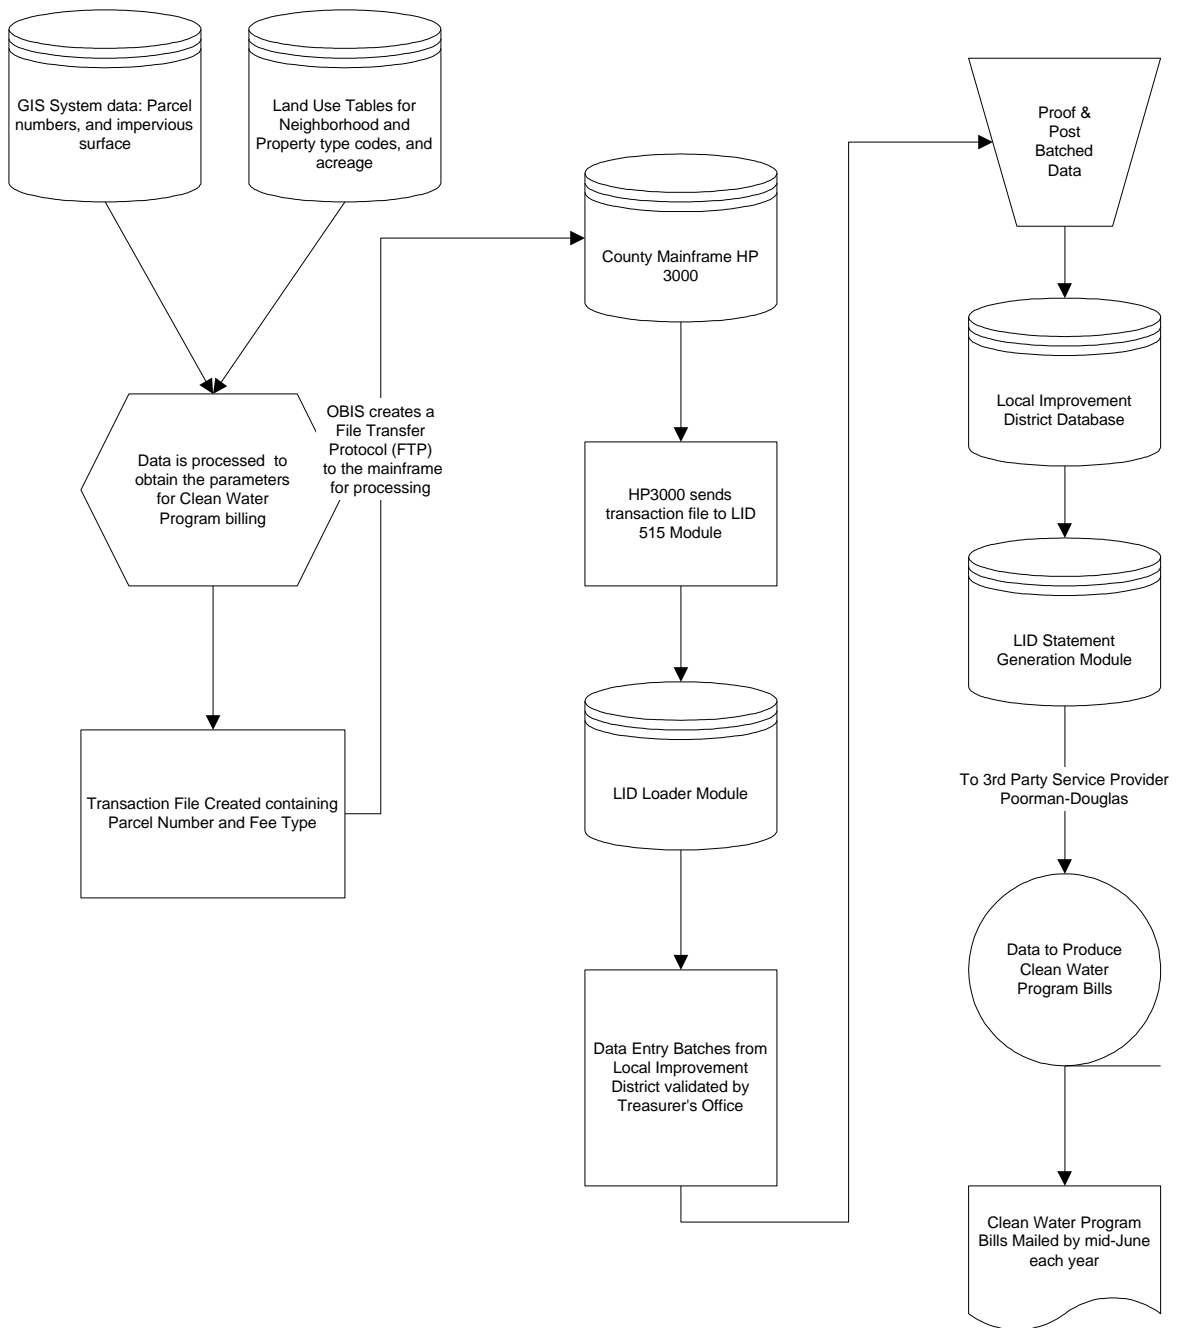 GIS System data: Parcel
numbers, and impervious
surface
Land Use Tables for
Neighborhood and
Property type codes, and
acreage
Data is processed to
obtain the parameters
for Clean Water
Program billing
OBIS creates a
File Transfer
Protocol (FTP)
to the mainframe
for processing
Transaction File Created containing
Parcel Number and Fee Type
County Mainframe HP
3000
HP3000 sends
transaction file to LID
515 Module
LID Loader Module
Data Entry Batches from
Local Improvement
District validated by
Treasurer's Office
Proof &
Post
Batched
Data
Local Improvement
District Database
LID Statement
Generation Module
To 3rd Party Service Provider
Poorman-Douglas
Data to Produce
Clean Water
Program Bills
Clean Water Program
Bills Mailed by mid-June
each year